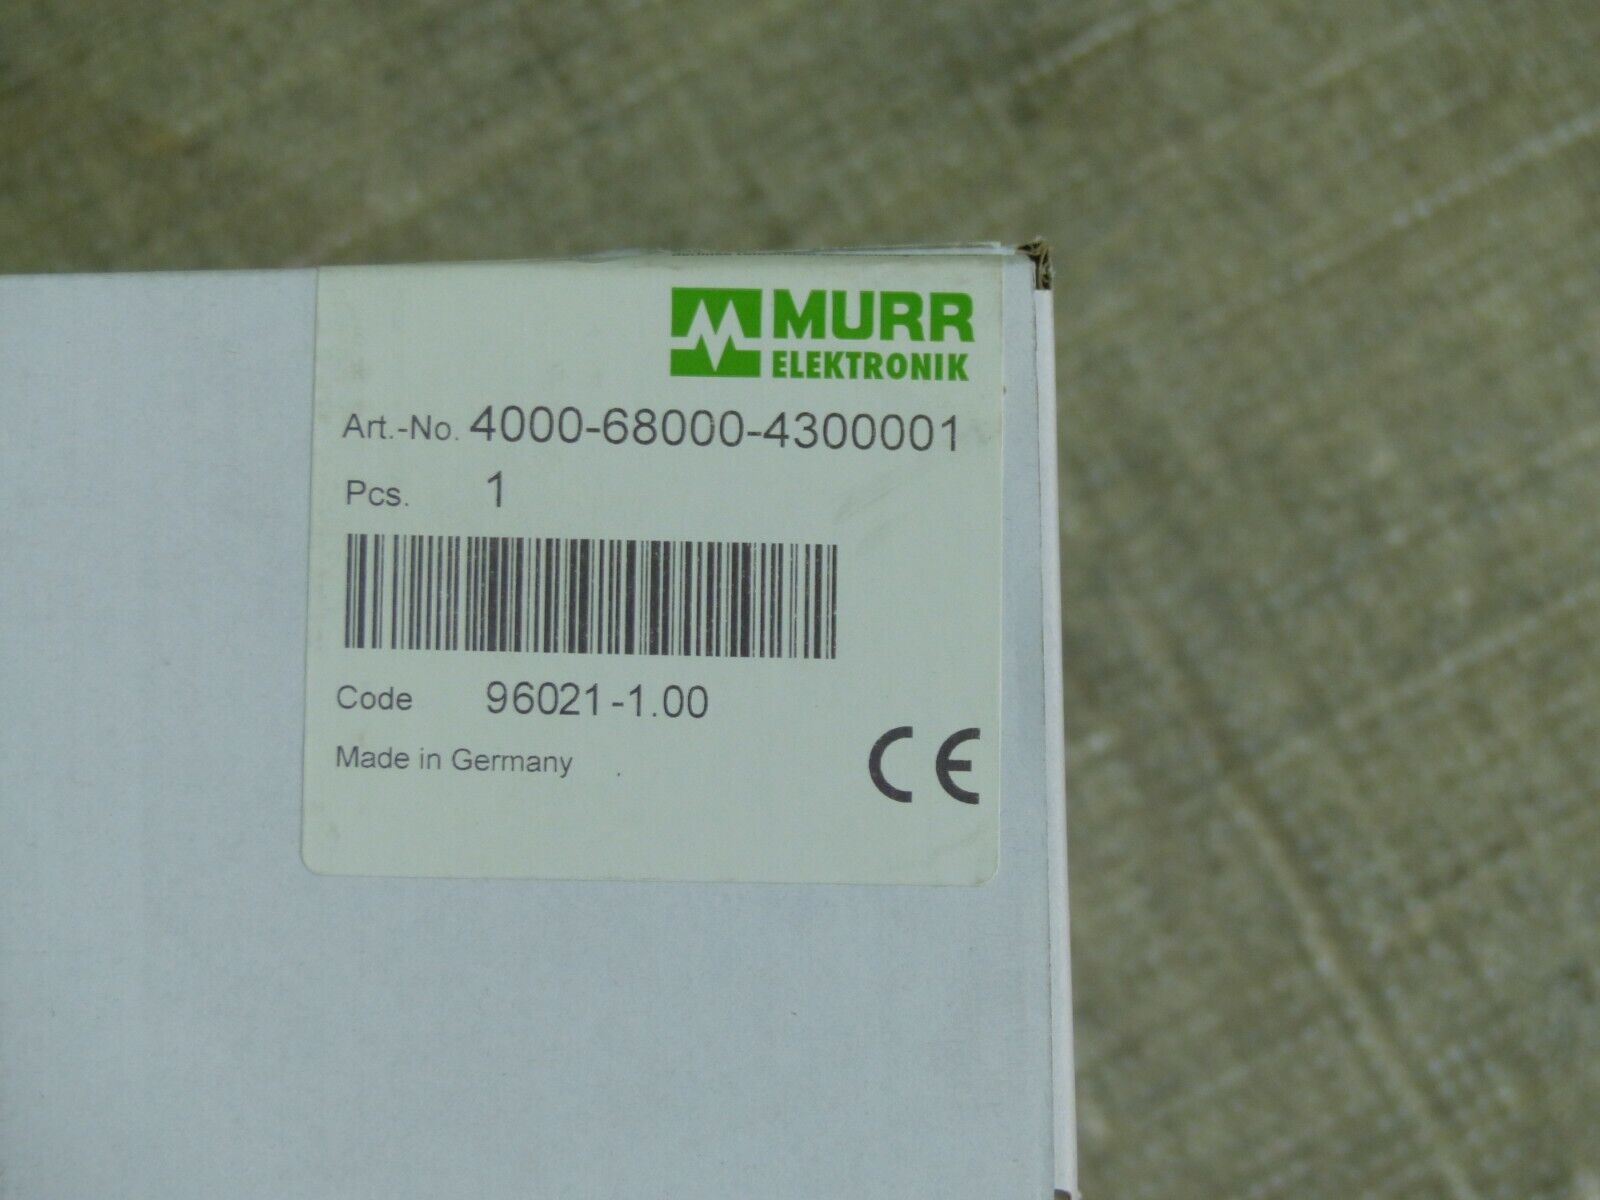 MURR
ELEKTRONIK
Art.-No. 4000-68000-4300001
Pcs. 1
Code 96021-1.00
Made in Germany
CE